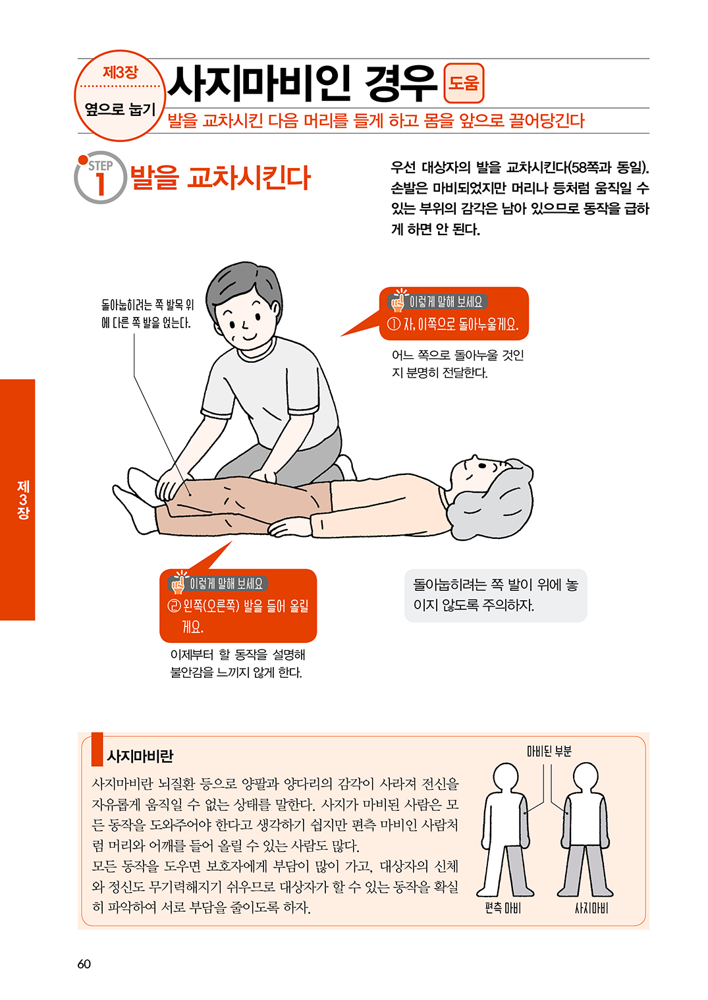 제3장
옆으로 눕기
사지마비인 경우 도움
발을 교차시킨 다음 머리를 들게 하고 몸을 앞으로 끌어당긴다
STEP
1
발을 교차시킨다
우선 대상자의 발을 교차시킨다(58쪽과 동일).
손발은 마비되었지만 머리나 등처럼 움직일 수
있는 부위의 감각은 남아 있으므로 동작을 급하
게 하면 안 된다.
돌아눕히려는 쪽 발목 위
에 다른 쪽 발을 얹는다.
이렇게 말해 보세요
① 자, 이쪽으로 돌아누울게요.
어느 쪽으로 돌아누울 것인
지 분명히 전달한다.
제3장
이렇게 말해 보세요
② 왼쪽(오른쪽) 발을 들어 올릴
게요.
이제부터 할 동작을 설명해
불안감을 느끼지 않게 한다.
돌아눕히려는 쪽 발이 위에 놓
이지 않도록 주의하자.
사지마비란
사지마비란 뇌질환 등으로 양팔과 양다리의 감각이 사라져 전신을
자유롭게 움직일 수 없는 상태를 말한다. 사지가 마비된 사람은 모
든 동작을 도와주어야 한다고 생각하기 쉽지만 편측 마비인 사람처
럼 머리와 어깨를 들어 올릴 수 있는 사람도 많다.
모든 동작을 도우면 보호자에게 부담이 많이 가고, 대상자의 신체
와 정신도 무기력해지기 쉬우므로 대상자가 할 수 있는 동작을 확실
히 파악하여 서로 부담을 줄이도록 하자.
마비된 부분
편측 마비
사지마비
60